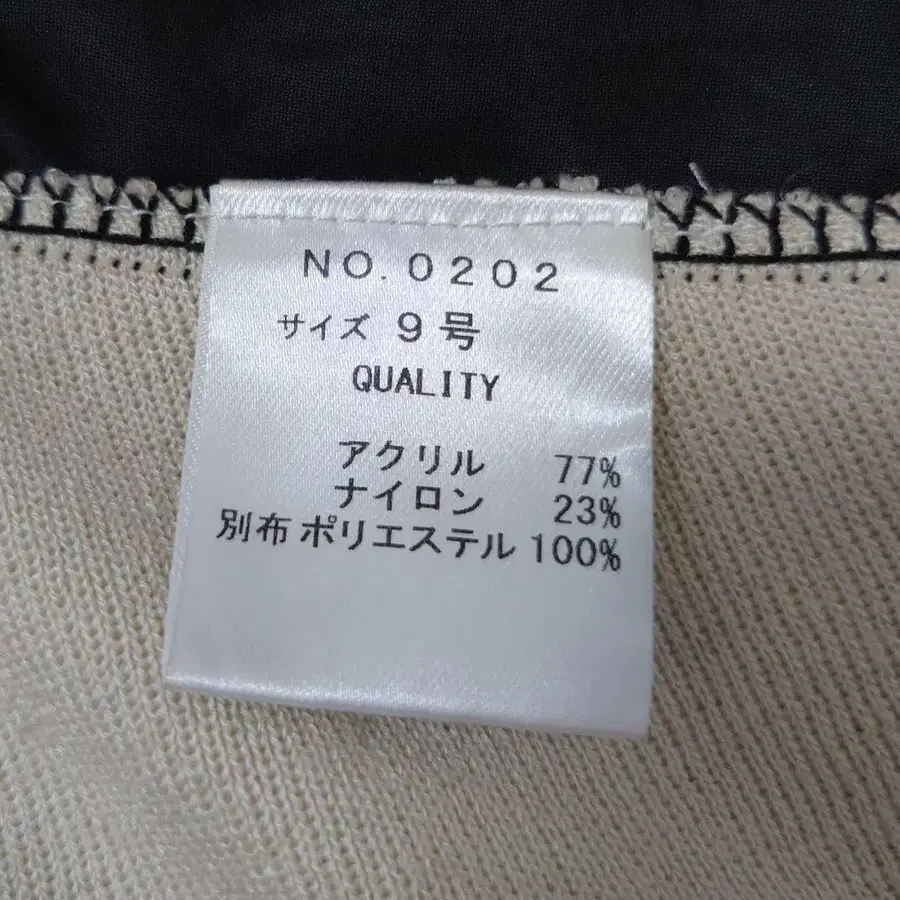 NO.0202
サイズ 9号
QUALITY
アクリル 77%
ナイロン 23%
別布 ポリエステル 100%